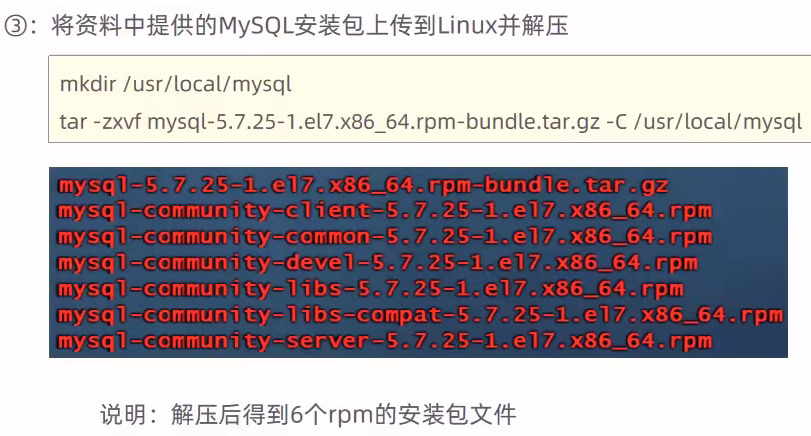 ③：将资料中提供的MySQL安装包上传到Linux并解压
mkdir /usr/local/mysql
tar -zxvf mysql-5.7.25-1.el7.x86_64.rpm-bundle.tar.gz -C /usr/local/mysql
mysql-5.7.25-1.el7.x86_64.rpm-bundle.tar.gz
mysql-community-client-5.7.25-1.el7.x86_64.rpm
mysql-community-common-5.7.25-1.el7.x86_64.rpm
mysql-community-devel-5.7.25-1.el7.x86_64.rpm
mysql-community-libs-5.7.25-1.el7.x86_64.rpm
mysql-community-libs-compat-5.7.25-1.el7.x86_64.rpm
mysql-community-server-5.7.25-1.el7.x86_64.rpm
说明：解压后得到6个rpm的安装包文件